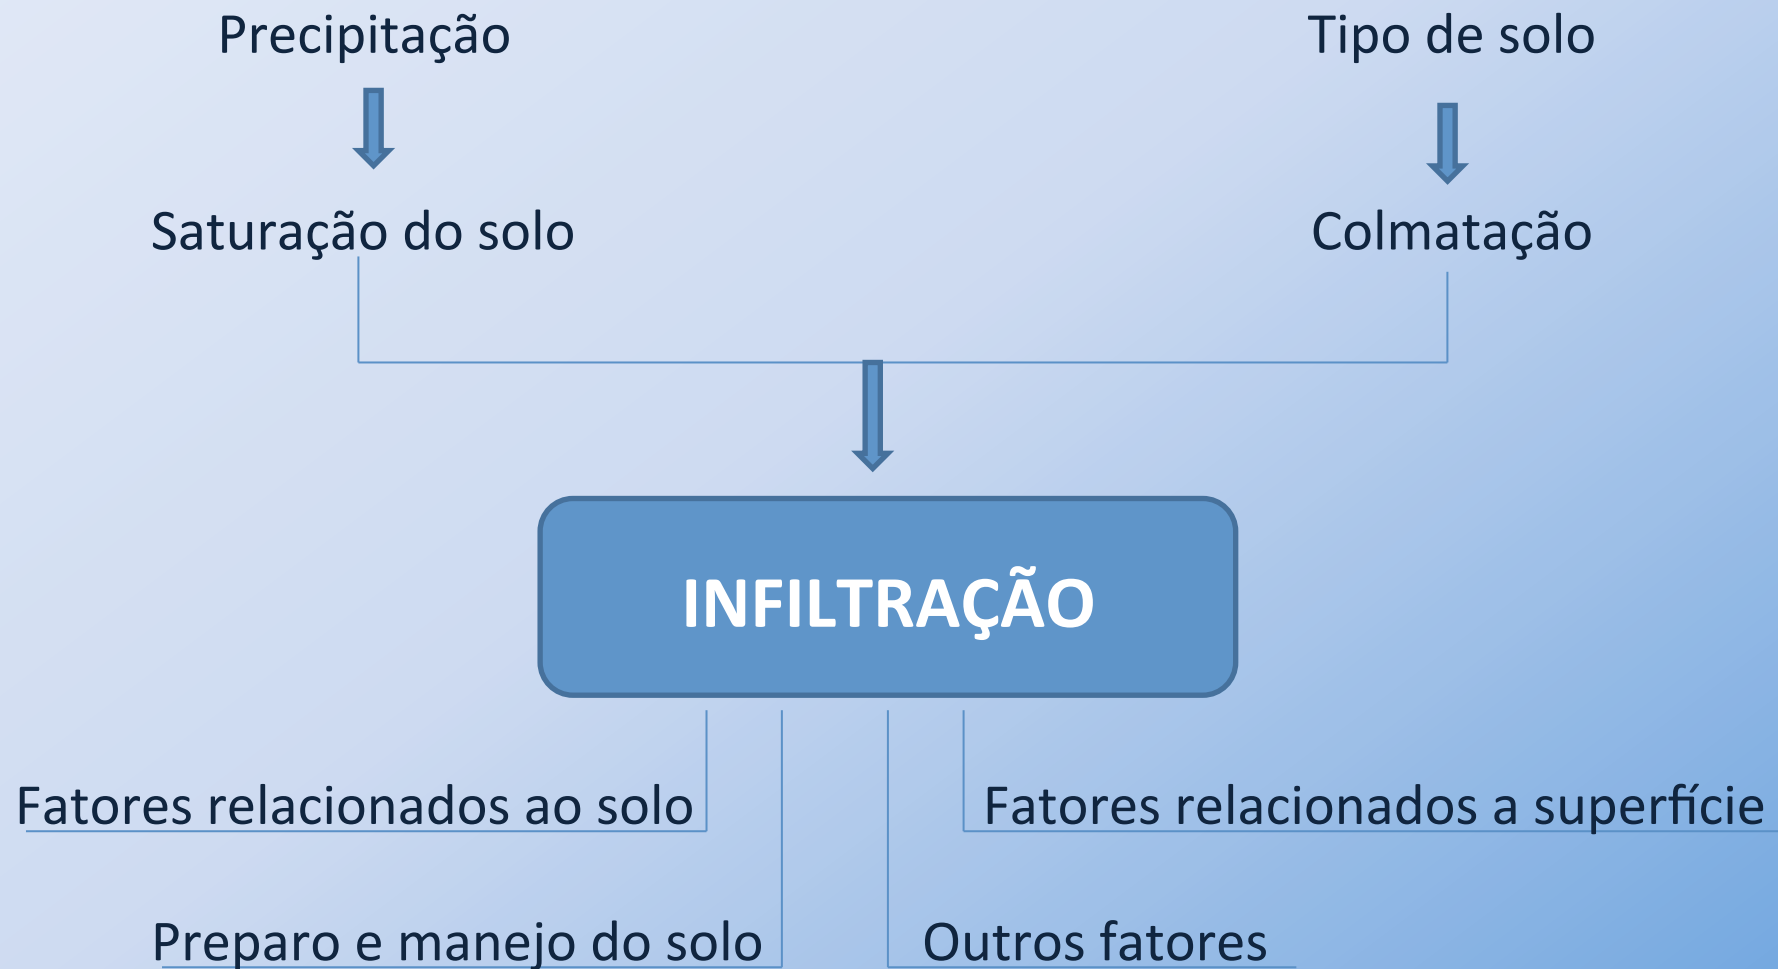 Precipitação
Tipo de solo
Saturação do solo
Colmatação
INFILTRAÇÃO
Fatores relacionados ao solo
Fatores relacionados a superfície
Preparo e manejo do solo
Outros fatores